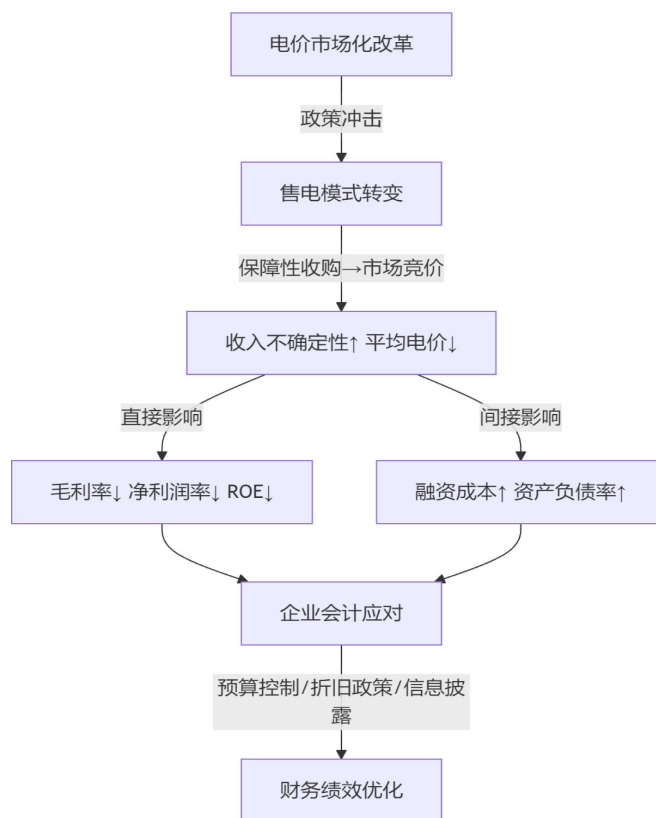 电价市场化改革
政策冲击
售电模式转变
保障性收购→市场竞价
收入不确定性↑ 平均电价↓
直接影响
间接影响
毛利率↓ 净利润率↓ ROE↓
融资成本↑ 资产负债率↑
企业会计应对
预算控制/折旧政策/信息披
露
财务绩效优化